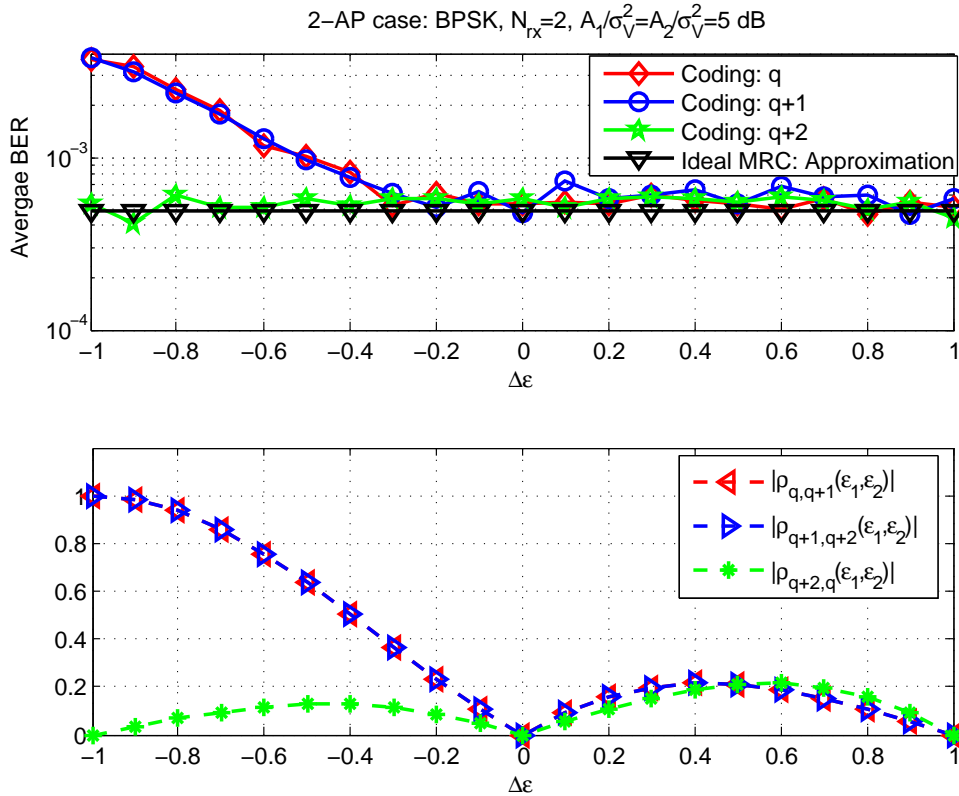 2-AP case: BPSK, N_rx=2, A_1/σ_V^2=A_2/σ_V^2=5 dB
Avergae BER
10^−3
10^−4
Coding: q
Coding: q+1
Coding: q+2
Ideal MRC: Approximation
−1 −0.8 −0.6 −0.4 −0.2 0 0.2 0.4 0.6 0.8 1
Δε
1
0.8
0.6
0.4
0.2
0
|ρ_q,q+1(ε_1,ε_2)|
|ρ_q+1,q+2(ε_1,ε_2)|
|ρ_q+2,q(ε_1,ε_2)|
−1 −0.8 −0.6 −0.4 −0.2 0 0.2 0.4 0.6 0.8 1
Δε